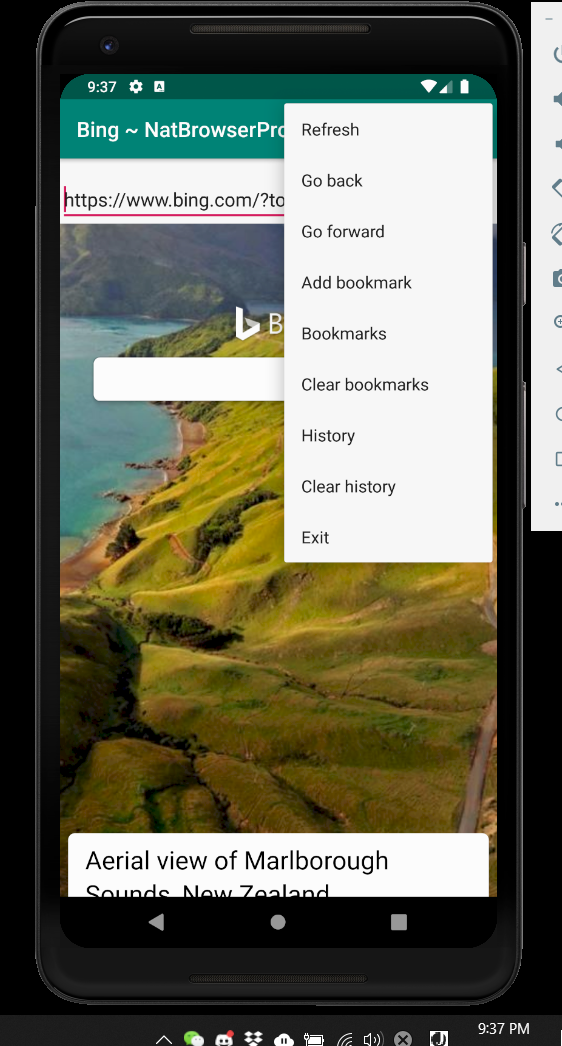 9:37
Bing ~ NatBrowserPro
Refresh
Go back
https://www.bing.com/?to
Go forward
Add bookmark
B
Bookmarks
Clear bookmarks
History
Clear history
Exit
Aerial view of Marlborough
Sounds, New Zealand
9:37 PM